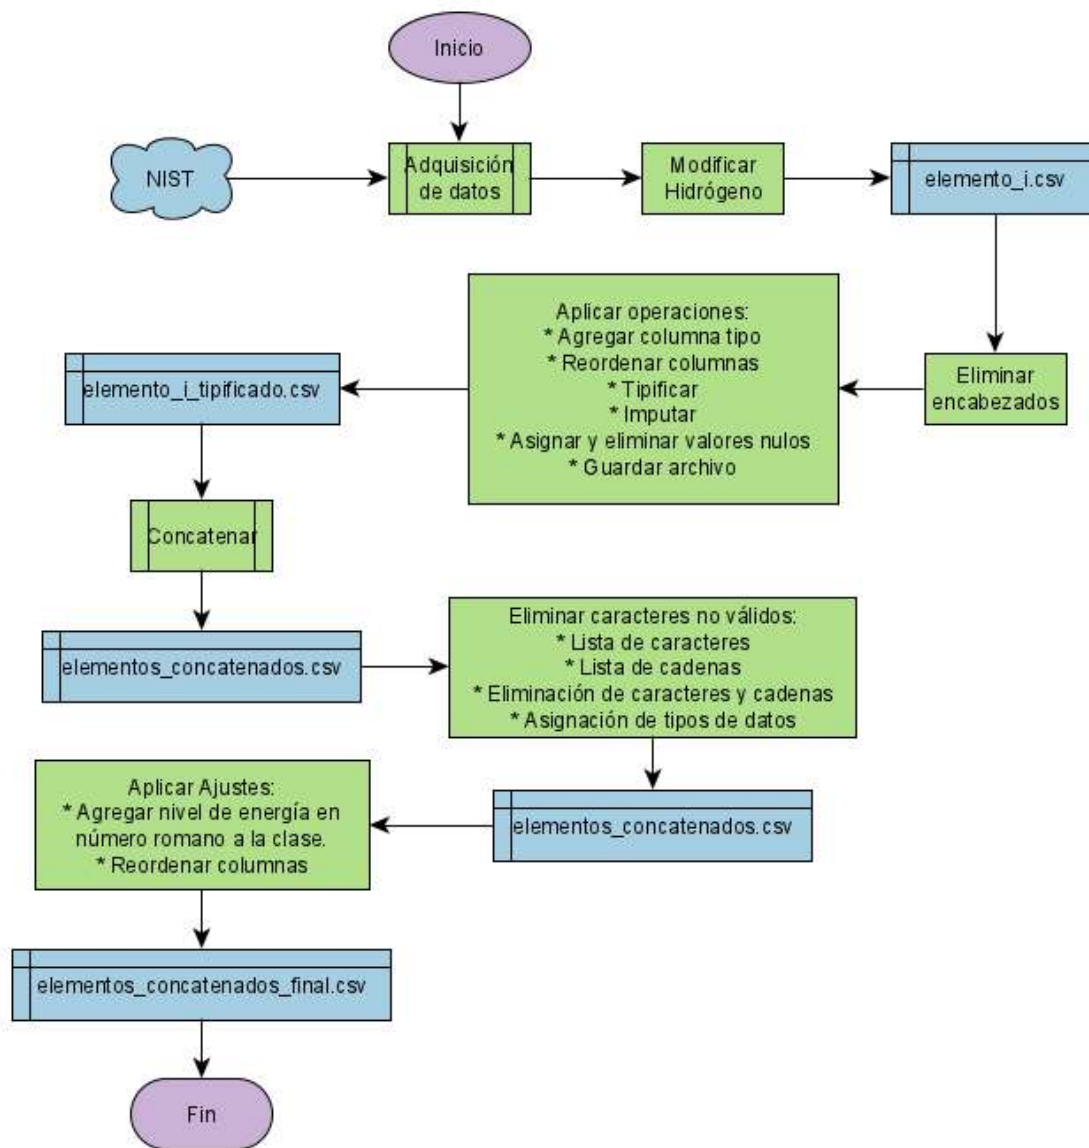 Inicio
NIST
Adquisición
de datos
Modificar
Hidrógeno
elemento_i.csv
Eliminar
encabezados
Aplicar operaciones:
* Agregar columna tipo
* Reordenar columnas
* Tipificar
* Imputar
* Asignar y eliminar valores nulos
* Guardar archivo
elemento_i_tipificado.csv
Concatenar
elementos_concatenados.csv
Eliminar caracteres no válidos:
* Lista de caracteres
* Lista de cadenas
* Eliminación de caracteres y cadenas
* Asignación de tipos de datos
elementos_concatenados.csv
Aplicar Ajustes:
* Agregar nivel de energía en
número romano a la clase.
* Reordenar columnas
elementos_concatenados_final.csv
Fin